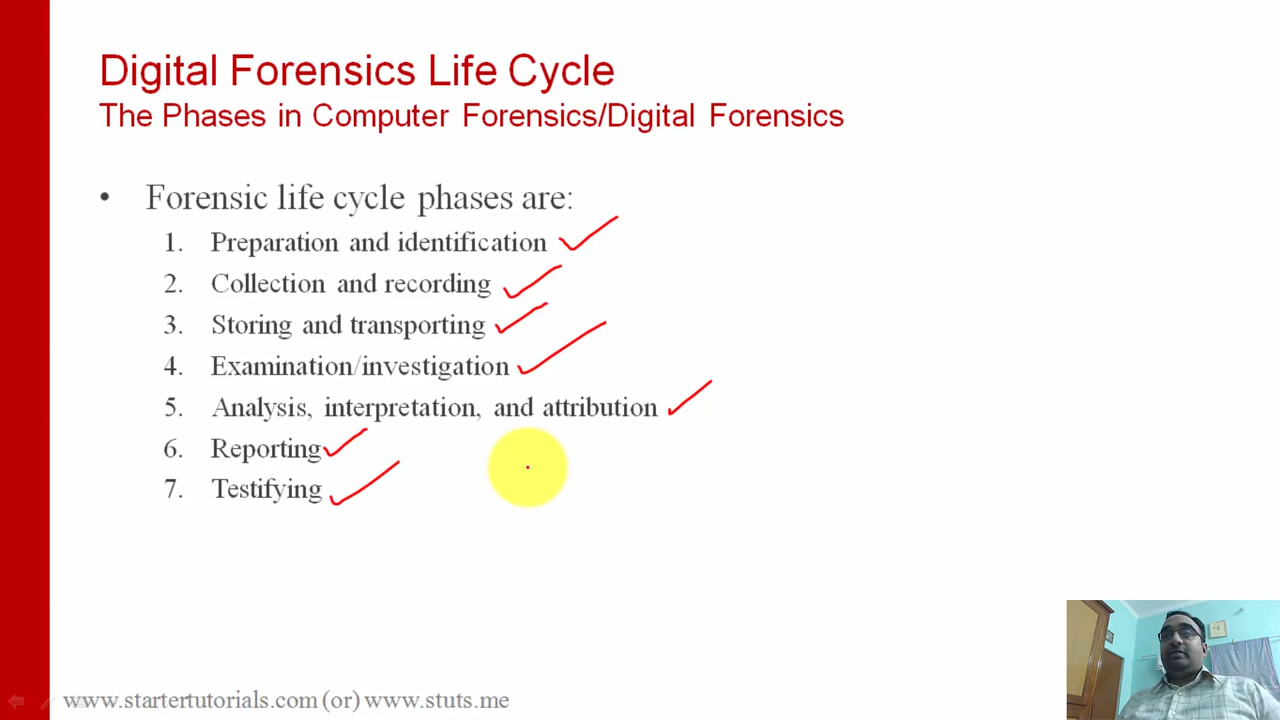 Digital Forensics Life Cycle
The Phases in Computer Forensics/Digital Forensics
• Forensic life cycle phases are:
1. Preparation and identification
2. Collection and recording
3. Storing and transporting
4. Examination/investigation
5. Analysis, interpretation, and attribution
6. Reporting
7. Testifying
www.startertutorials.com (or) www.stuts.me